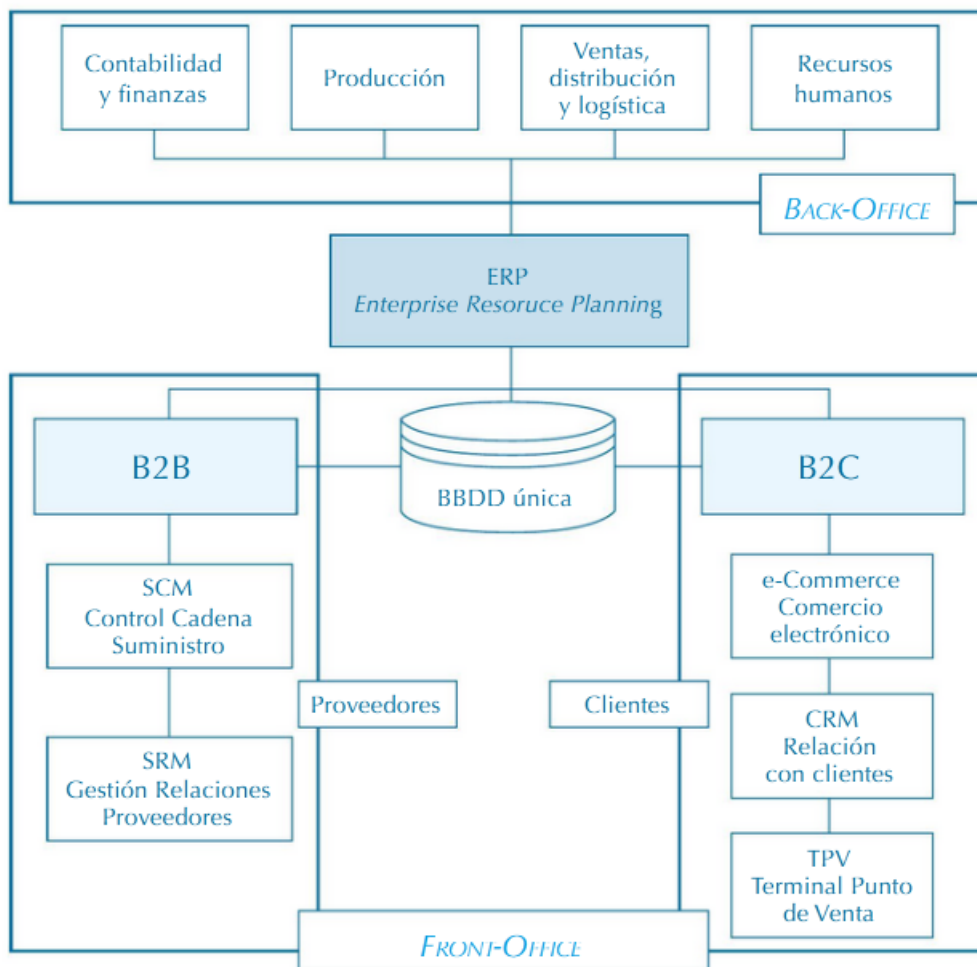 Contabilidad
y finanzas
Producción
Ventas,
distribución
y logística
Recursos
humanos
BACK-OFFICE
ERP
Enterprise Resoruce Planning
B2B
BBDD única
B2C
SCM
Control Cadena
Suministro
e-Commerce
Comercio
electrónico
Proveedores
Clientes
SRM
Gestión Relaciones
Proveedores
CRM
Relación
con clientes
TPV
Terminal Punto
de Venta
FRONT-OFFICE